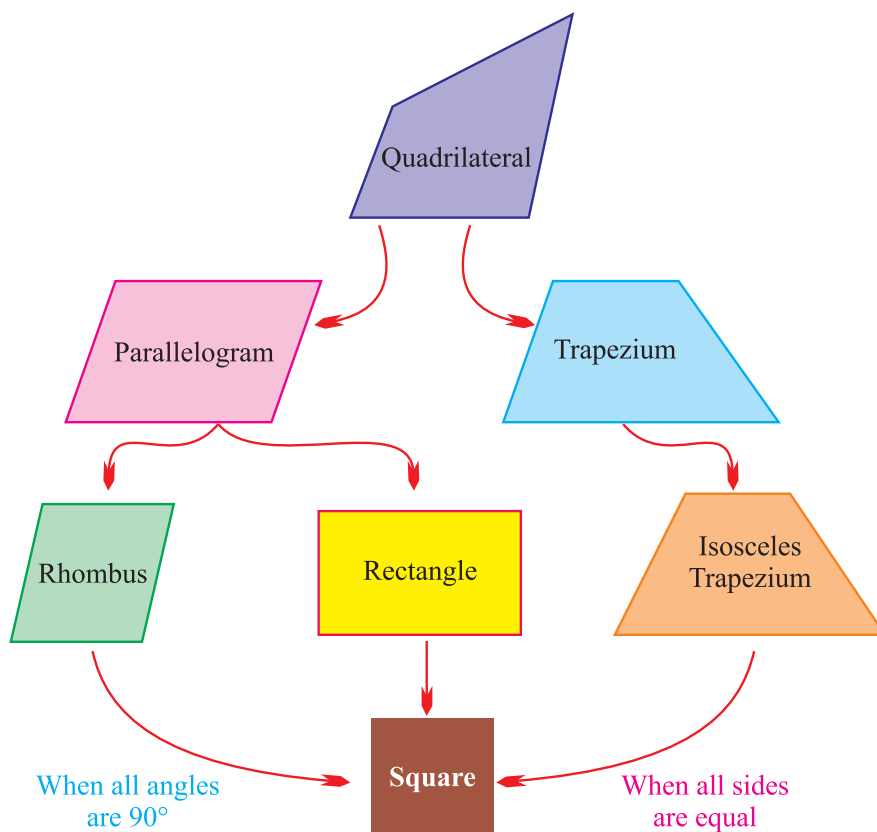 Quadrilateral
Parallelogram
Trapezium
Rhombus
Rectangle
Isosceles
Trapezium
Square
When all angles
are 90°
When all sides
are equal